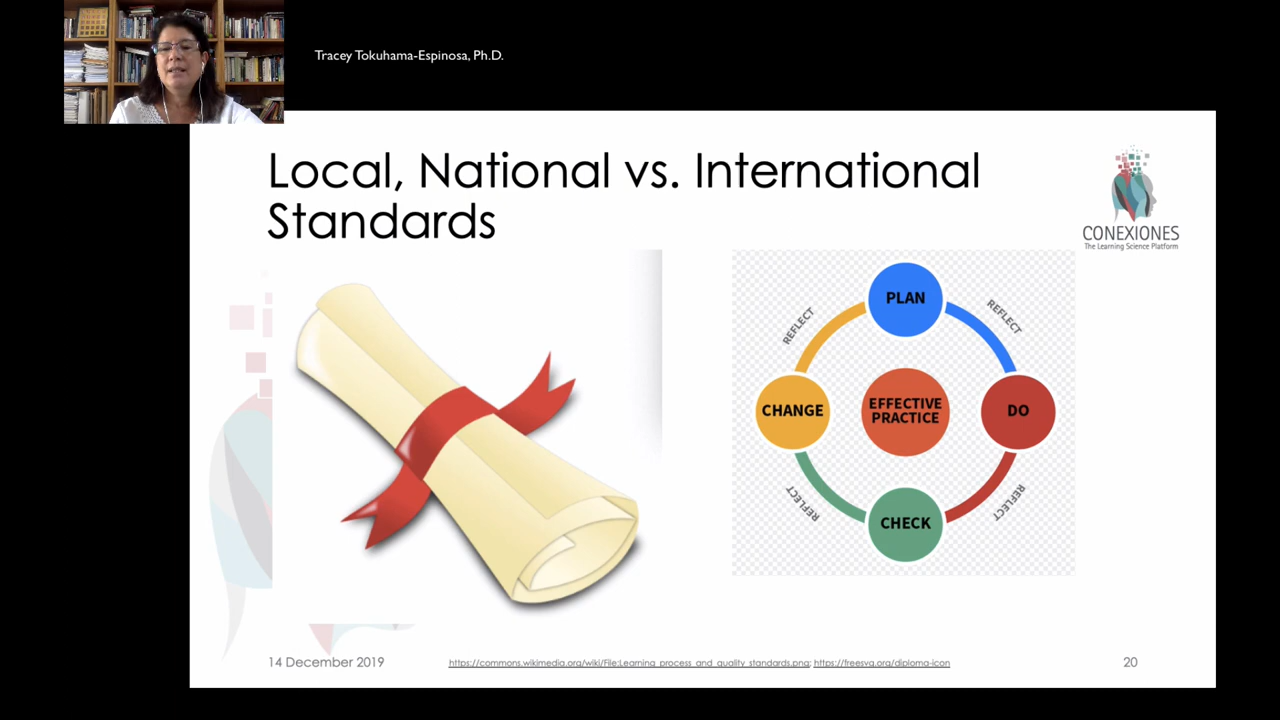 Tracey Tokuhama-Espinosa, Ph.D.
Local, National vs. International
Standards
CONEXIONES
The Learning Science Platform
PLAN
REFLECT
REFLECT
CHANGE
EFFECTIVE
PRACTICE
DO
REFLECT
REFLECT
CHECK
14 December 2019
https://commons.wikimedia.org/wiki/File:Learning_process_and_quality_standards.png; https://freesvg.org/diploma-icon
20